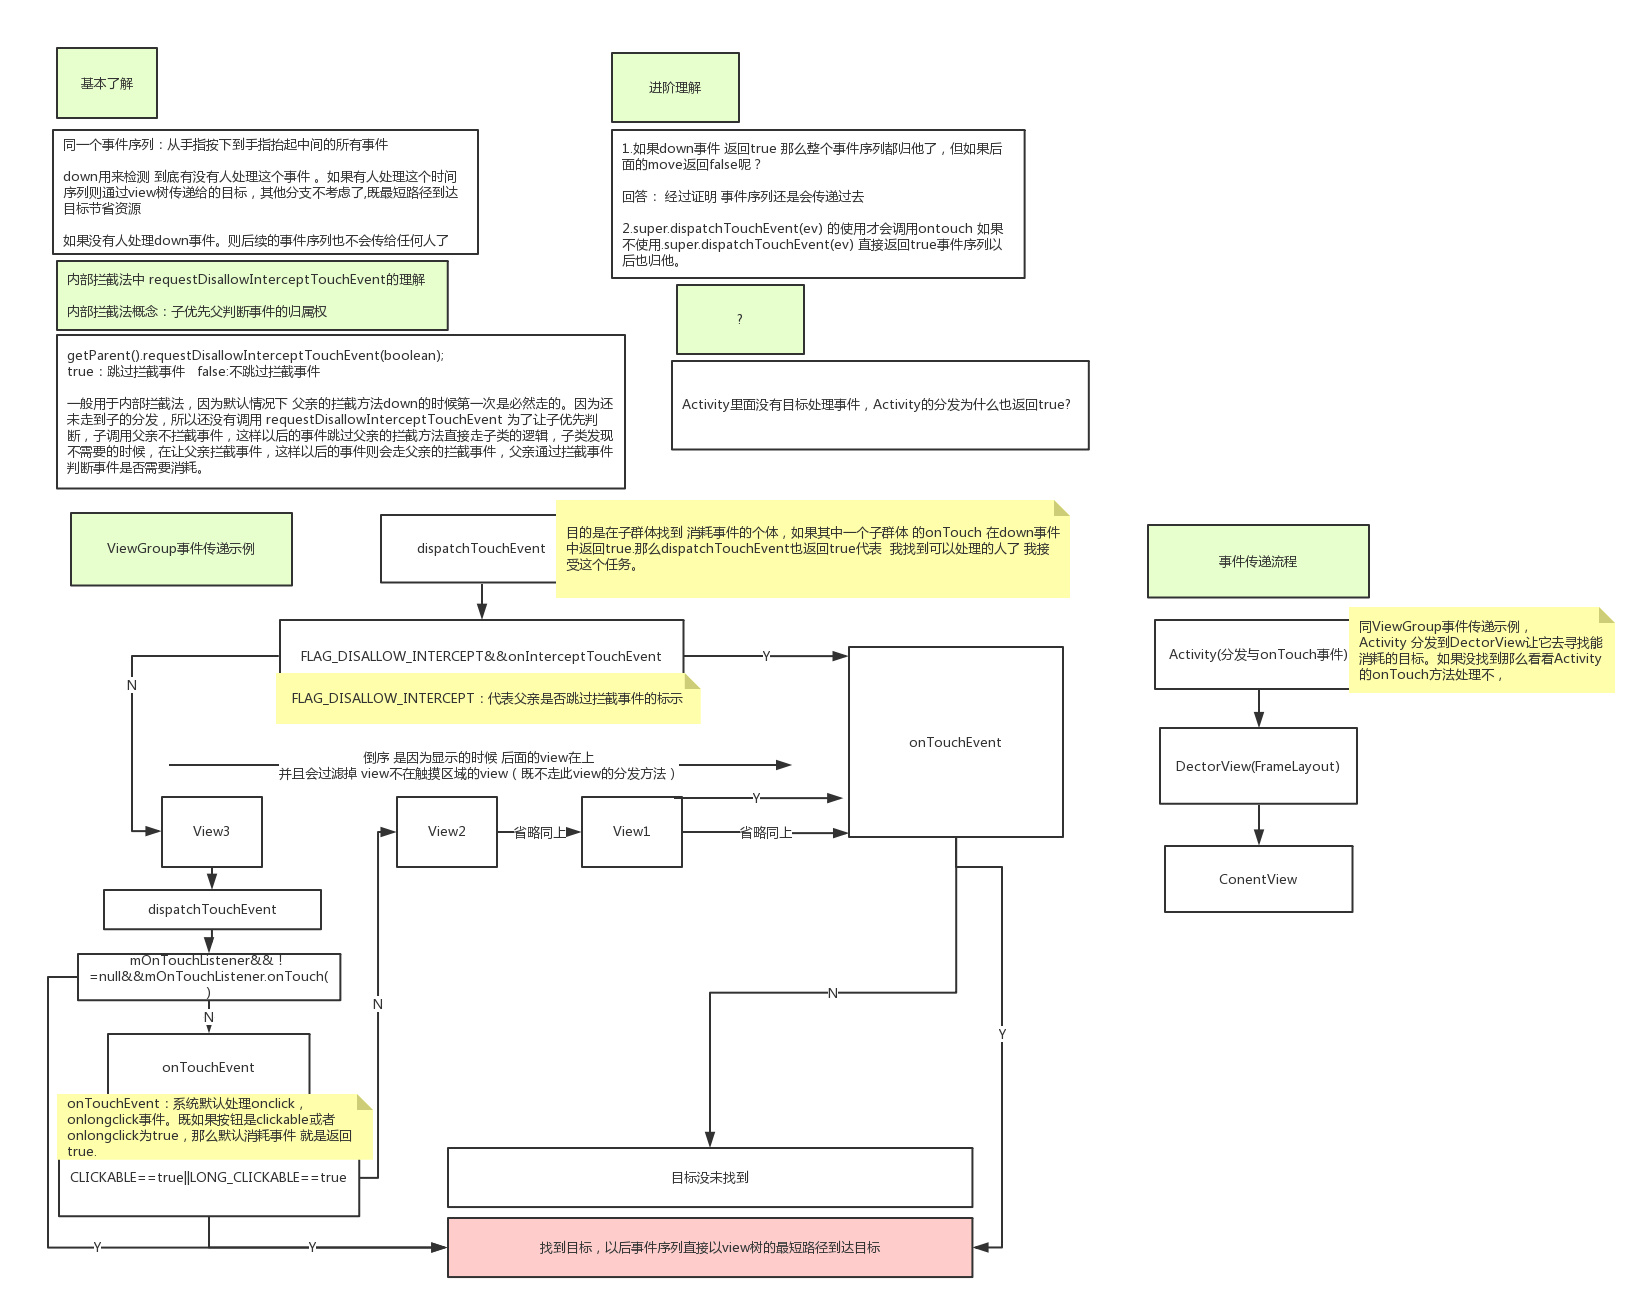 基本了解
同一个事件序列：从手指按下到手指抬起中间的所有事件
down用来检测 到底有没有人处理这个事件 。如果有人处理这个时间
序列则通过view树传递给的目标，其他分支不考虑了,既最短路径到达
目标节省资源
如果没有人处理down事件。则后续的事件序列也不会传给任何人了
内部拦截法中 requestDisallowInterceptTouchEvent的理解
内部拦截法概念：子优先父判断事件的归属权
getParent().requestDisallowInterceptTouchEvent(boolean);
true：跳过拦截事件   false:不跳过拦截事件
一般用于内部拦截法，因为默认情况下 父亲的拦截方法down的时候第一次是必然走的。因为还
未走到子的分发，所以还没有调用 requestDisallowInterceptTouchEvent 为了让子优先判
断，子调用父亲不拦截事件，这样以后的事件跳过父亲的拦截方法直接走子类的逻辑，子类发现
不需要的时候，在让父亲拦截事件，这样以后的事件则会走父亲的拦截事件，父亲通过拦截事件
判断事件是否需要消耗。
进阶理解
1.如果down事件 返回true 那么整个事件序列都归他了，但如果后
面的move返回false呢？
回答： 经过证明 事件序列还是会传递过去
2.super.dispatchTouchEvent(ev) 的使用才会调用ontouch 如果
不使用.super.dispatchTouchEvent(ev) 直接返回true事件序列以
后也归他。
?
Activity里面没有目标处理事件，Activity的分发为什么也返回true?
ViewGroup事件传递示例
dispatchTouchEvent
目的是在子群体找到 消耗事件的个体，如果其中一个子群体 的onTouch 在down事件
中返回true.那么dispatchTouchEvent也返回true代表  我找到可以处理的人了 我接
受这个任务。
FLAG_DISALLOW_INTERCEPT&&onInterceptTouchEvent
Y
N
FLAG_DISALLOW_INTERCEPT：代表父亲是否跳过拦截事件的标示
onTouchEvent
倒序 是因为显示的时候 后面的view在上
并且会过滤掉 view不在触摸区域的view（既不走此view的分发方法）
Y
View3
View2
省略同上
View1
省略同上
dispatchTouchEvent
mOnTouchListener&&！
=null&&mOnTouchListener.onTouch(
)
N
N
N
Y
onTouchEvent
onTouchEvent：系统默认处理onclick，
onlongclick事件。既如果按钮是clickable或者
onlongclick为true，那么默认消耗事件 就是返回
true.
CLICKABLE==true||LONG_CLICKABLE==true
目标没未找到
Y
Y
找到目标，以后事件序列直接以view树的最短路径到达目标
事件传递流程
Activity(分发与onTouch事件)
同ViewGroup事件传递示例，
Activity 分发到DectorView让它去寻找能
消耗的目标。如果没找到那么看看Activity
的onTouch方法处理不，
DectorView(FrameLayout)
ConentView